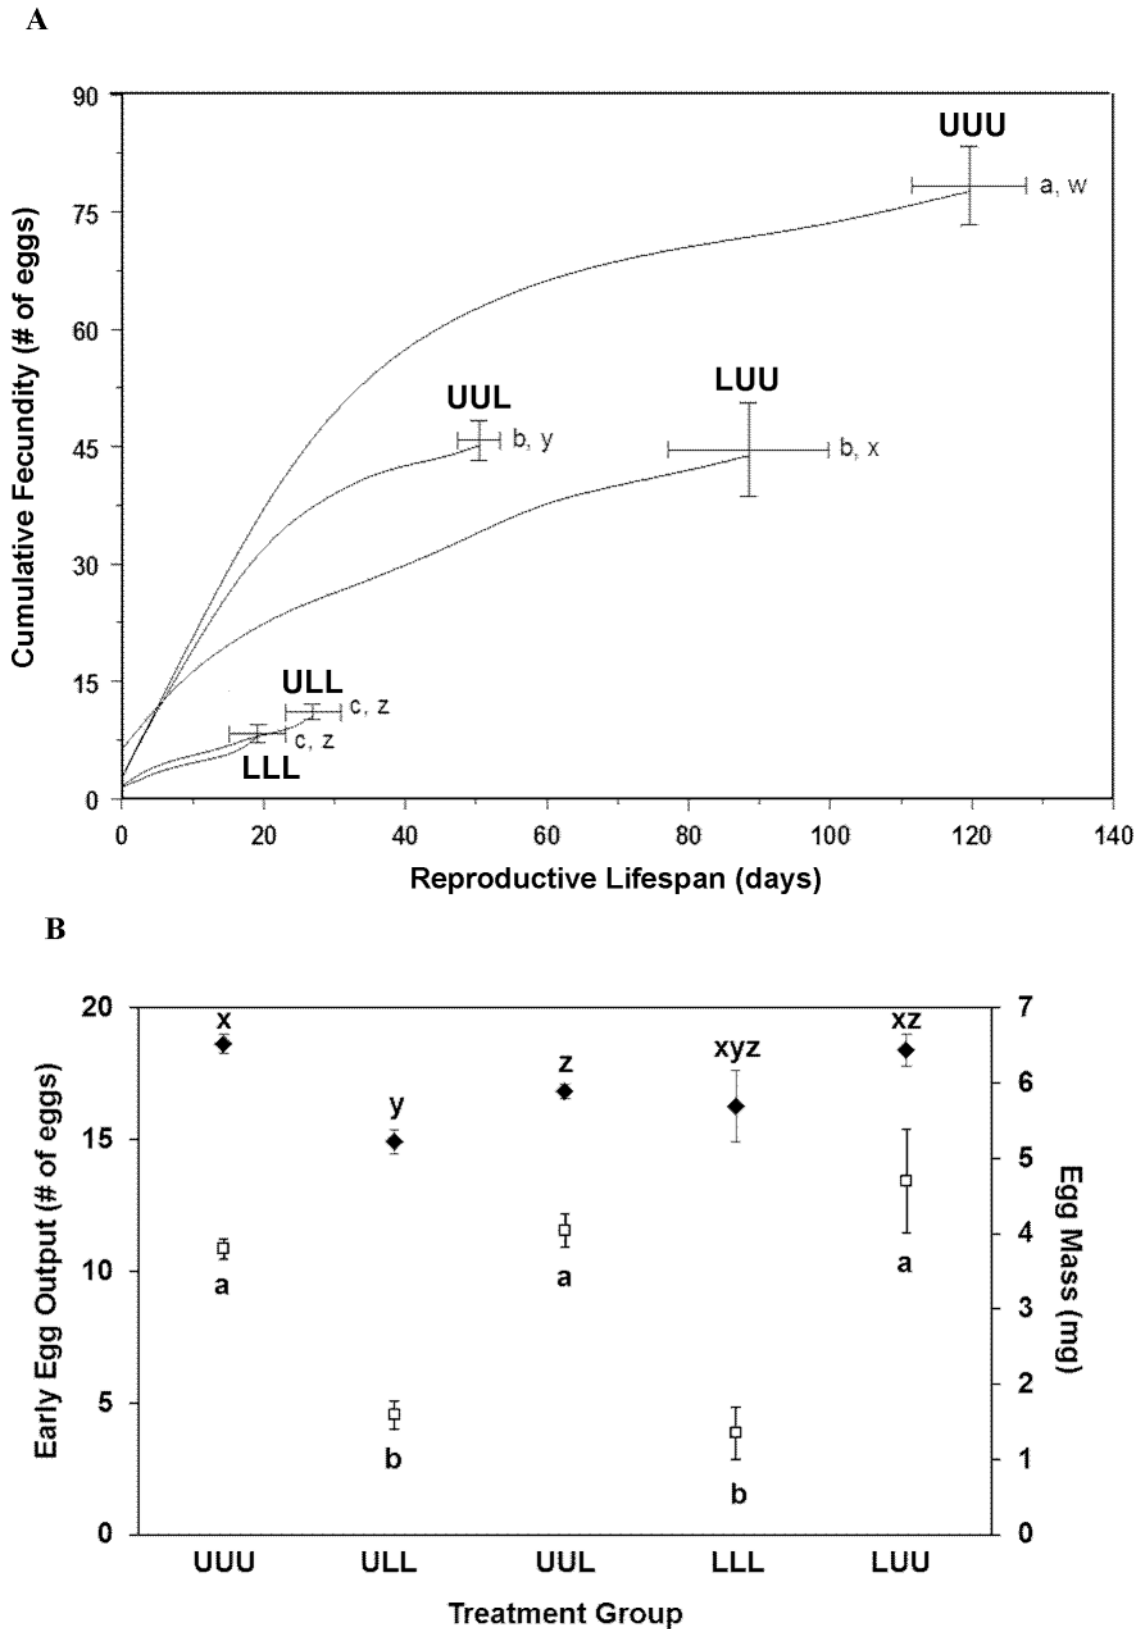 A
90
75
60
45
30
15
0
Cumulative Fecundity (# of eggs)
UUU
a, w
UUL
b, y
LUU
b, x
ULL
c, z
c, z
LLL
0 20 40 60 80 100 120 140
Reproductive Lifespan (days)
B
20
15
10
5
0
Early Egg Output (# of eggs)
x
y
z
xyz
xz
a
b
a
b
a
7
6
5
4
3
2
1
0
Egg Mass (mg)
UUU ULL UUL LLL LUU
Treatment Group